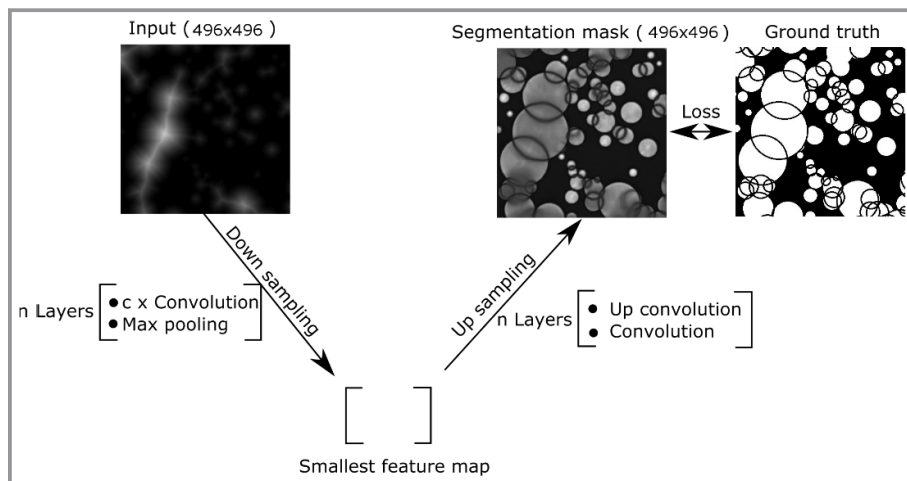 Input (496x496)
Segmentation mask (496x496)
Ground truth
Loss
Down sampling
Up sampling
n Layers
● c x Convolution
● Max pooling
n Layers
● Up convolution
● Convolution
Smallest feature map